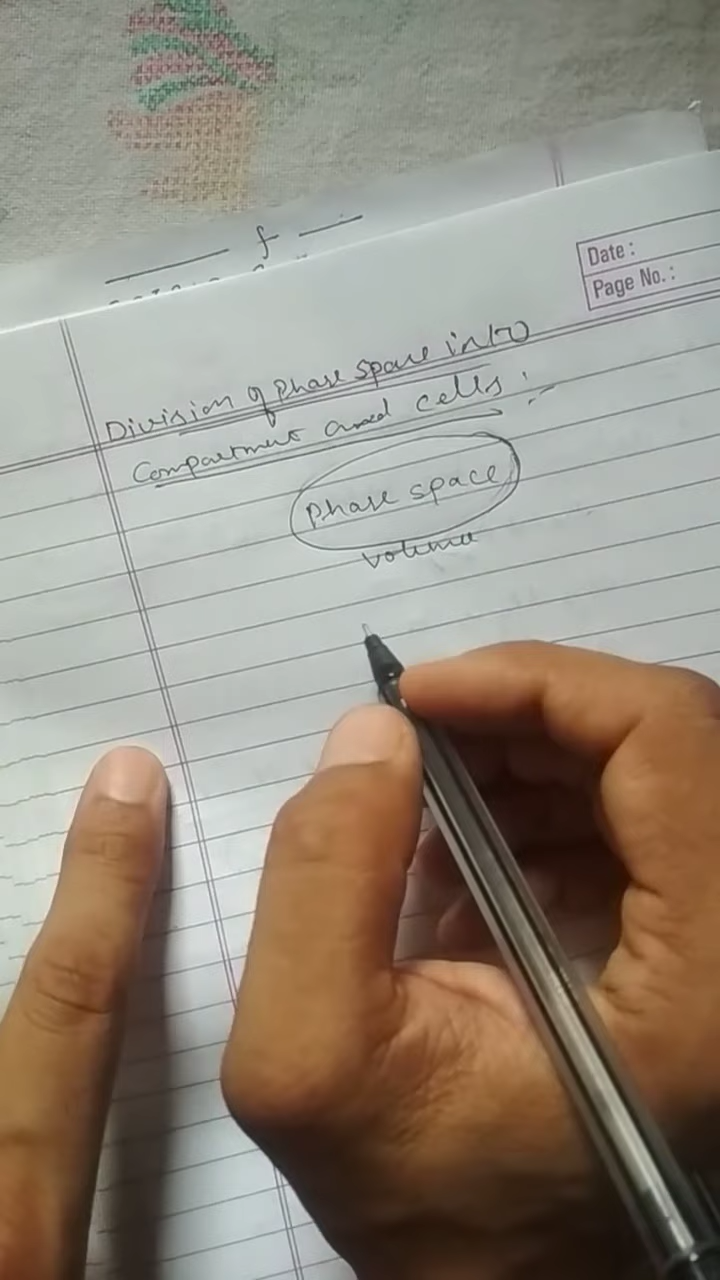 f
Date :
Page No. :
Division of Phase space into
Compartment and cells :-
Phase space
volume